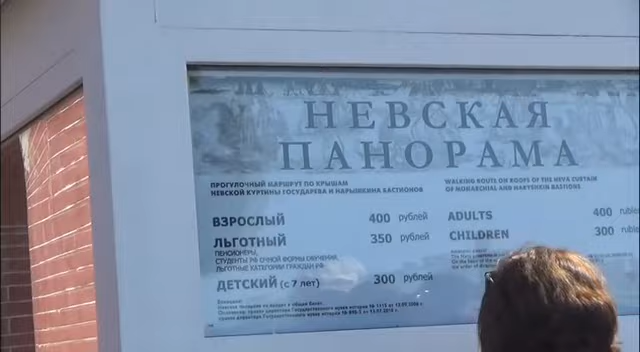 НЕВСКАЯ
ПАНОРАМА
ПРОГУЛОЧНЫЙ МАРШРУТ ПО КРЫШАМ
НЕВСКОЙ КУРТИНЫ ГОСУДАРЕВА И НАРЫШКИНА БАСТИОНОВ
ВЗРОСЛЫЙ 400 рублей
ЛЬГОТНЫЙ 350 рублей
ПЕНСИОНЕРЫ,
СТУДЕНТЫ РФ ОЧНОЙ ФОРМЫ ОБУЧЕНИЯ,
ЛЬГОТНЫЕ КАТЕГОРИИ ГРАЖДАН РФ
ДЕТСКИЙ (с 7 лет) 300 рублей
WALKING ROUTE ON ROOFS OF THE NEVA CURTAIN
OF MONARCHIAL AND NARYSHKIN BASTIONS
ADULTS 400
CHILDREN 300